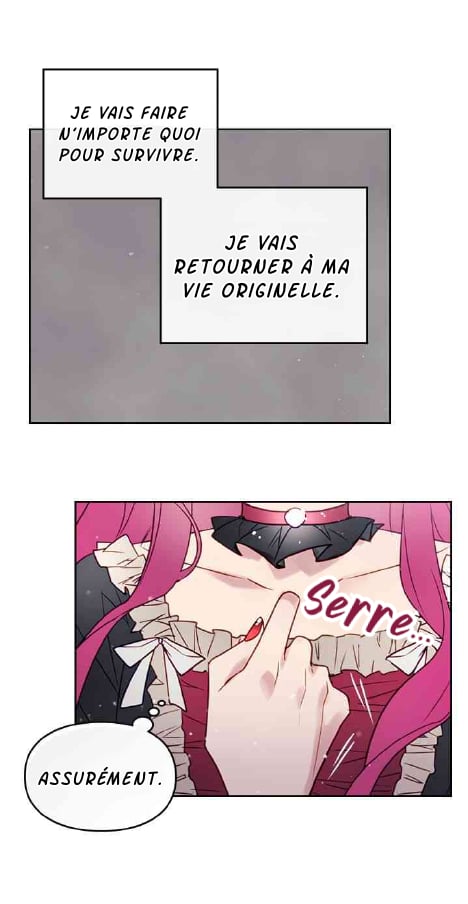 JE VAIS FAIRE
N'IMPORTE QUOI
POUR SURVIVRE.
JE VAIS
RETOURNER À MA
VIE ORIGINELLE.
Serre...
ASSURÉMENT.